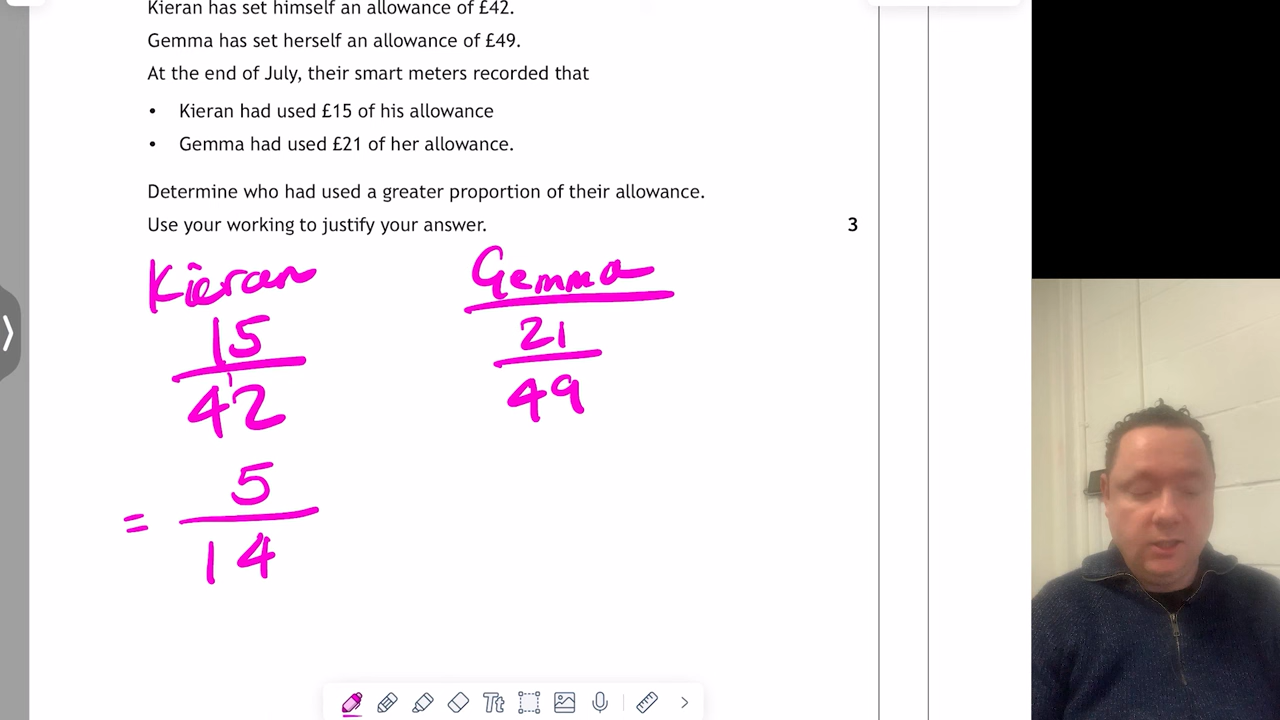 Kieran has set himself an allowance of £42.
Gemma has set herself an allowance of £49.
At the end of July, their smart meters recorded that
• Kieran had used £15 of his allowance
• Gemma had used £21 of her allowance.
Determine who had used a greater proportion of their allowance.
Use your working to justify your answer. 3
Kieran Gemma
15 21
42 49
= 5
14
Tt